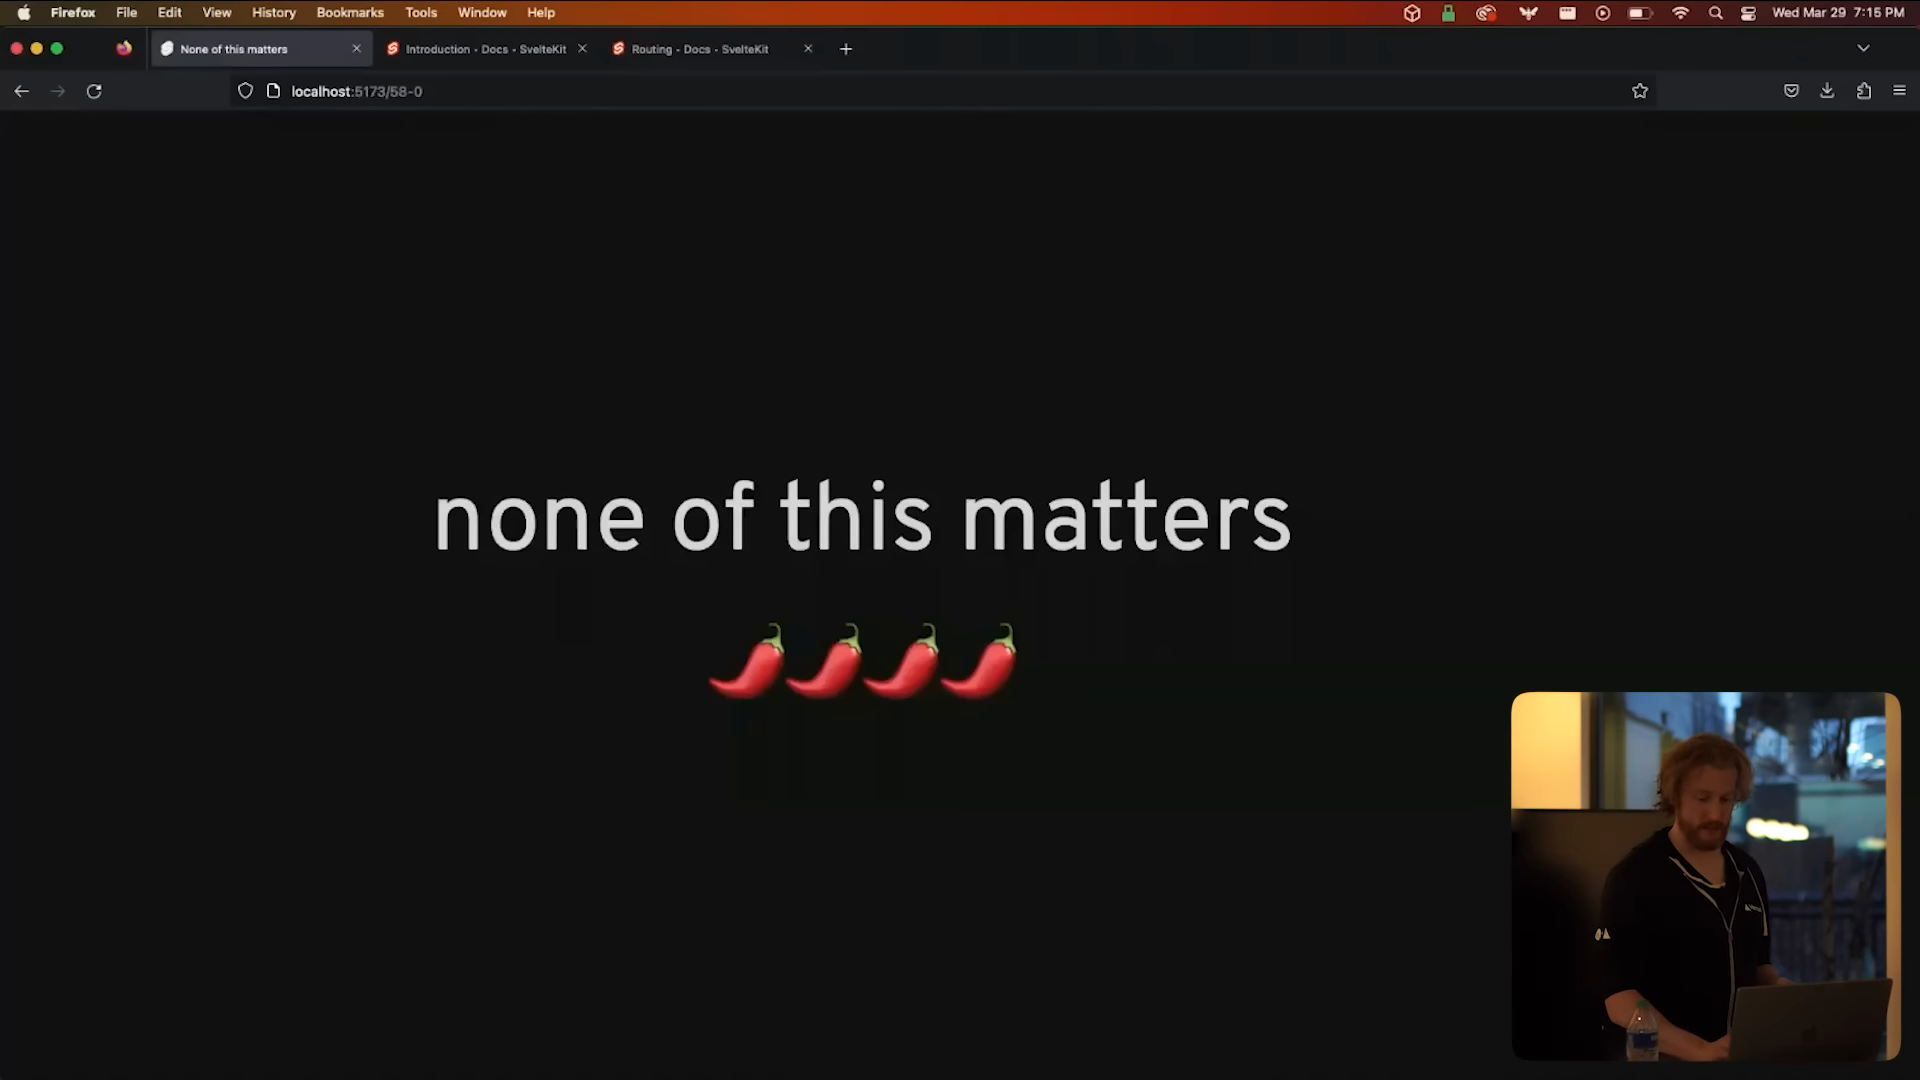 Firefox File Edit View History Bookmarks Tools Window Help Wed Mar 29 7:15 PM
None of this matters Introduction - Docs - SvelteKit Routing - Docs - SvelteKit
localhost:5173/58-0
none of this matters